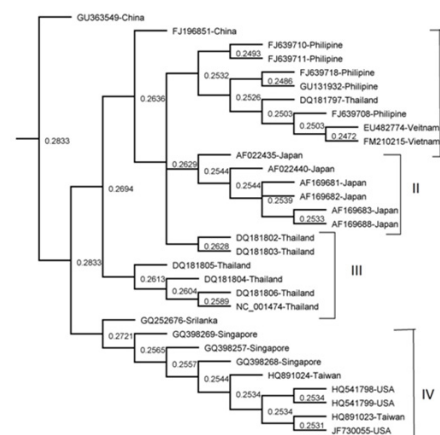 GU363549-China
FJ196851-China
FJ639710-Philipine
0.2493
FJ639711-Philipine
0.2532
FJ639718-Philipine
0.2486
GU131932-Philipine
0.2636
0.2526
DQ181797-Thailand
0.2503
FJ639708-Philipine
0.2503
EU482774-Veitnam
0.2833
0.2472
FM210215-Vietnam
AF022435-Japan
0.2629
0.2544
AF022440-Japan
0.2694
0.2544
AF169681-Japan
II
AF169682-Japan
0.2539
AF169683-Japan
0.2533
AF169688-Japan
DQ181802-Thailand
0.2628
DQ181803-Thailand
0.2833
DQ181805-Thailand
III
0.2613
DQ181804-Thailand
0.2604
DQ181806-Thailand
0.2589
NC_001474-Thailand
GQ252676-Srilanka
0.2721
GQ398269-Singapore
0.2565
GQ398257-Singapore
0.2557
GQ398268-Singapore
0.2544
HQ891024-Taiwan
0.2534
HQ541798-USA
IV
0.2534
HQ541799-USA
0.2534
HQ891023-Taiwan
0.2531
JF730055-USA